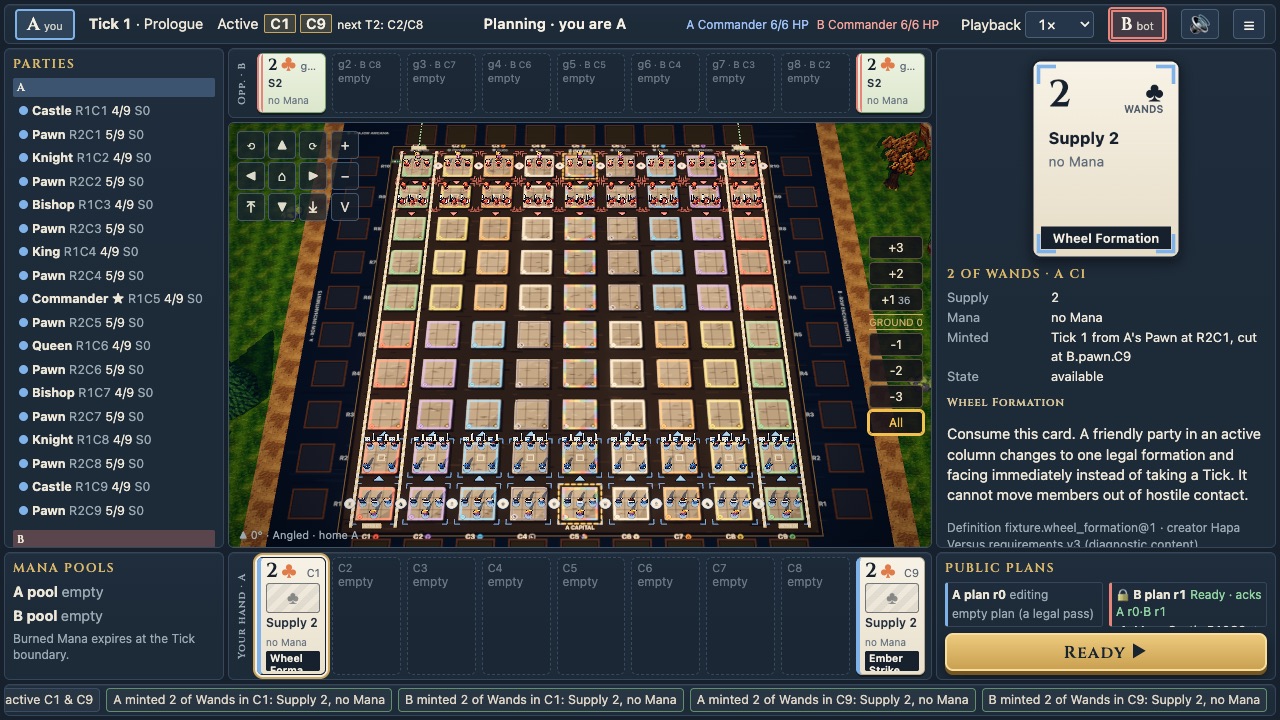 A you
Tick 1 · Prologue
Active C1 C9 next T2: C2/C8
Planning · you are A
A Commander 6/6 HP B Commander 6/6 HP
Playback 1×
B bot
PARTIES
A
Castle R1C1 4/9 S0
Pawn R2C1 5/9 S0
Knight R1C2 4/9 S0
Pawn R2C2 5/9 S0
Bishop R1C3 4/9 S0
Pawn R2C3 5/9 S0
King R1C4 4/9 S0
Pawn R2C4 5/9 S0
Commander ★ R1C5 4/9 S0
Pawn R2C5 5/9 S0
Queen R1C6 4/9 S0
Pawn R2C6 5/9 S0
Bishop R1C7 4/9 S0
Pawn R2C7 5/9 S0
Knight R1C8 4/9 S0
Pawn R2C8 5/9 S0
Castle R1C9 4/9 S0
Pawn R2C9 5/9 S0
B
OPP. · B
2 ♣ g...
S2
no Mana
g2 · B C8
empty
g3 · B C7
empty
g4 · B C6
empty
g5 · B C5
empty
g6 · B C4
empty
g7 · B C3
empty
g8 · B C2
empty
2 ♣ g...
S2
no Mana
+3
+2
+1 36
GROUND 0
-1
-2
-3
All
V
A CAPITAL
▲ 0° · Angled · home A
2
WANDS
Supply 2
no Mana
Wheel Formation
2 OF WANDS · A C1
Supply 2
Mana no Mana
Minted Tick 1 from A's Pawn at R2C1, cut
at B.pawn.C9
State available
WHEEL FORMATION
Consume this card. A friendly party in an active
column changes to one legal formation and
facing immediately instead of taking a Tick. It
cannot move members out of hostile contact.
Definition fixture.wheel_formation@1 · creator Hapa
Versus requirements v3 (diagnostic content)
MANA POOLS
A pool empty
B pool empty
Burned Mana expires at the Tick
boundary.
YOUR HAND · A
2 ♣ C1
Supply 2
no Mana
Wheel
Forma
C2
empty
C3
empty
C4
empty
C5
empty
C6
empty
C7
empty
C8
empty
2 ♣ C9
Supply 2
no Mana
Ember
Strike
PUBLIC PLANS
A plan r0 editing
empty plan (a legal pass)
B plan r1 Ready · acks
A r0·B r1
READY ▶
active C1 & C9
A minted 2 of Wands in C1: Supply 2, no Mana
B minted 2 of Wands in C1: Supply 2, no Mana
A minted 2 of Wands in C9: Supply 2, no Mana
B minted 2 of Wands in C9: Supply 2, no Mana